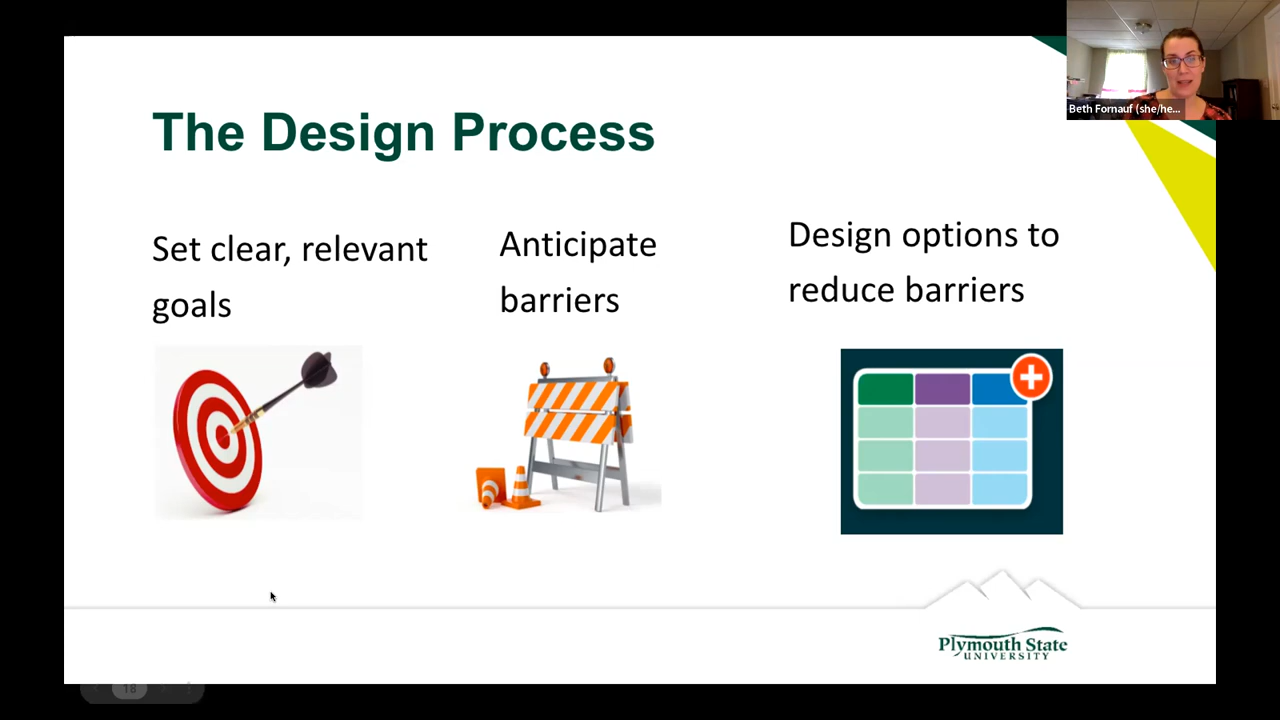 Beth Fornauf (she/he...
The Design Process
Set clear, relevant
goals
Anticipate
barriers
Design options to
reduce barriers
Plymouth State
UNIVERSITY
18